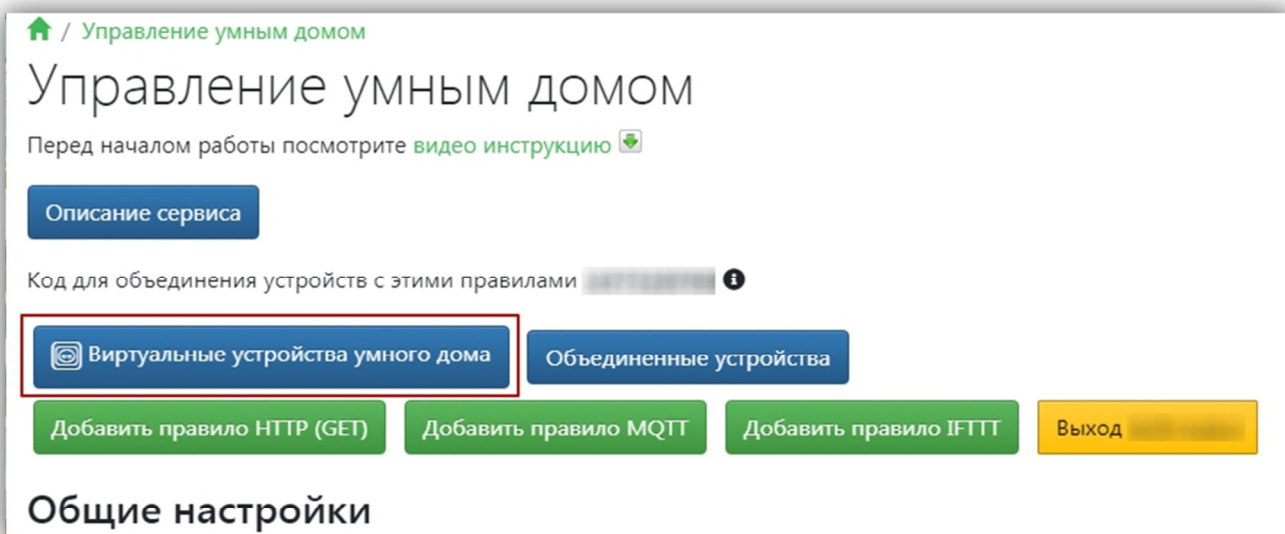 / Управление умным домом
Управление умным домом
Перед началом работы посмотрите видео инструкцию
Описание сервиса
Код для объединения устройств с этими правилами
Виртуальные устройства умного дома Объединенные устройства
Добавить правило HTTP (GET) Добавить правило MQTT Добавить правило IFTTT Выход
Общие настройки